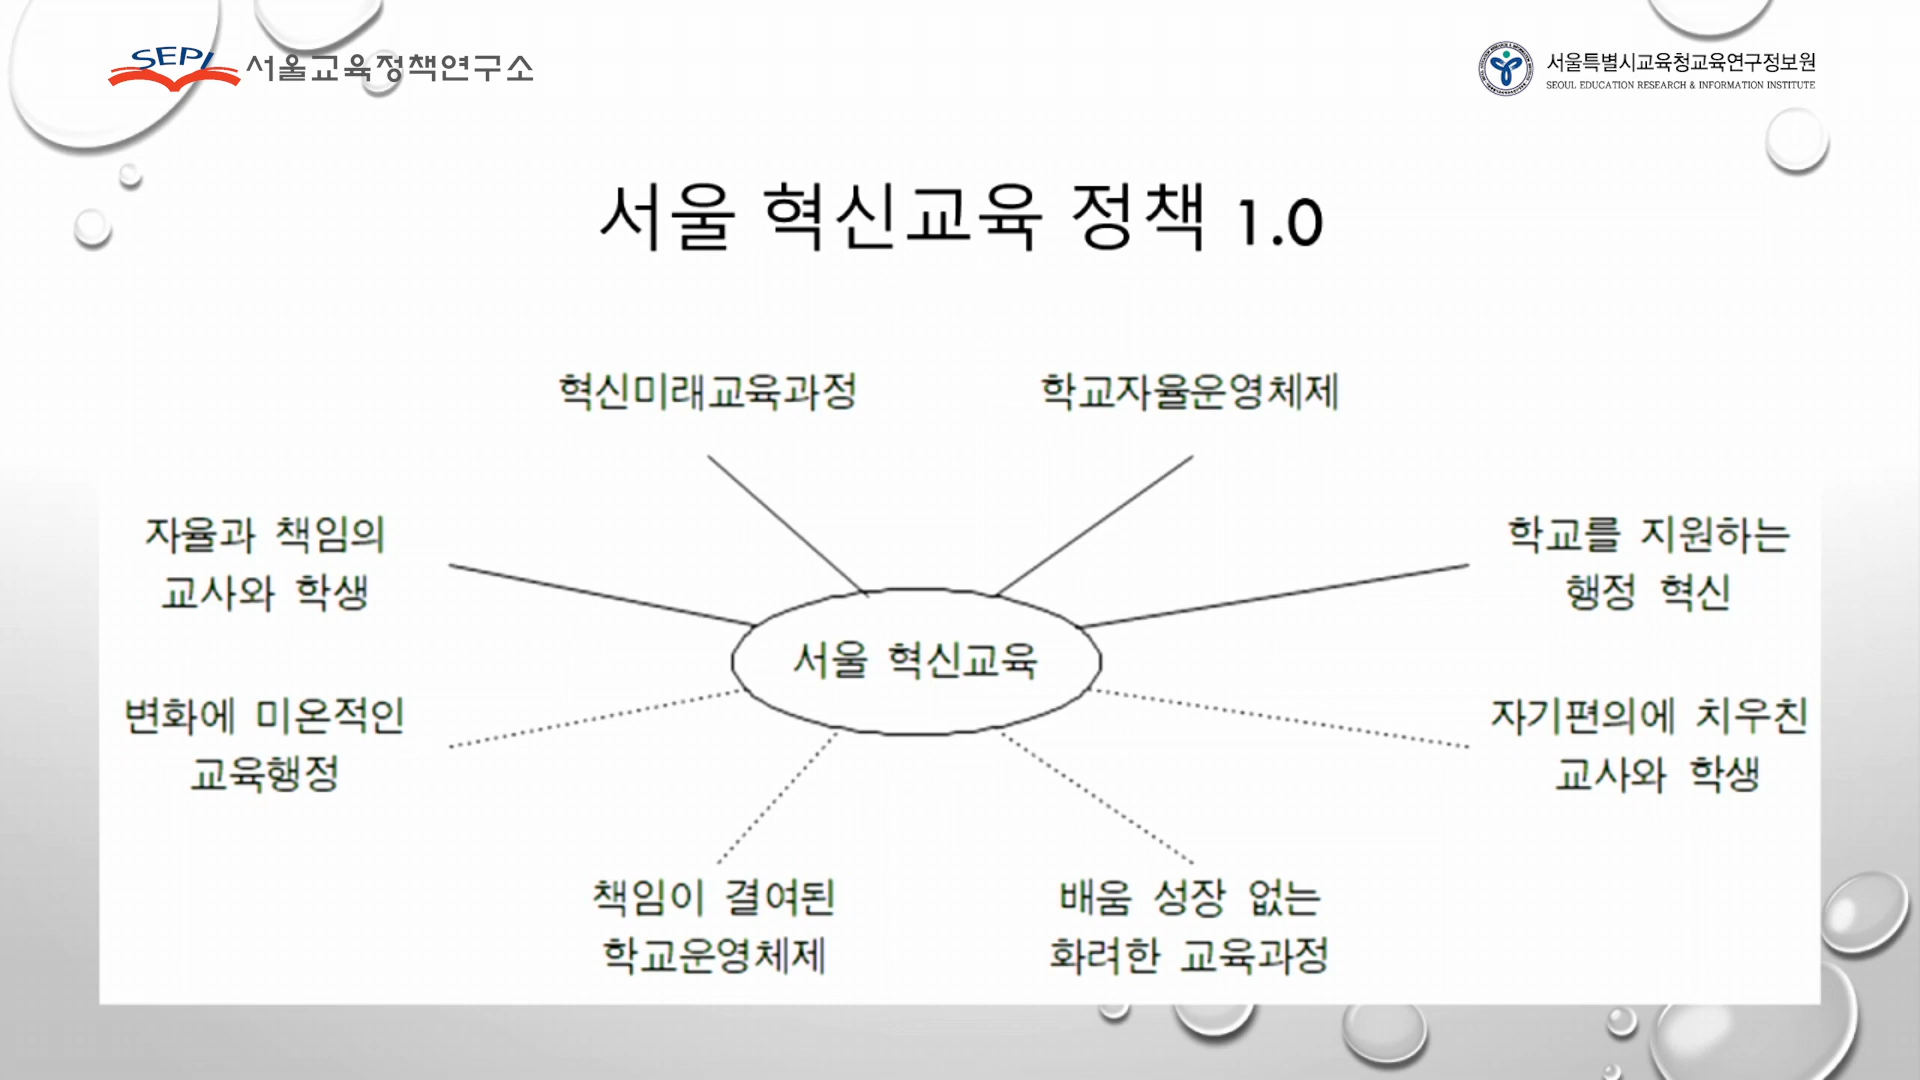 SEPI 서울교육정책연구소
서울특별시교육청교육연구정보원
SEOUL EDUCATION RESEARCH & INFORMATION INSTITUTE
서울 혁신교육 정책 1.0
혁신미래교육과정
학교자율운영체제
자율과 책임의
교사와 학생
학교를 지원하는
행정 혁신
서울 혁신교육
변화에 미온적인
교육행정
자기편의에 치우친
교사와 학생
책임이 결여된
학교운영체제
배움 성장 없는
화려한 교육과정